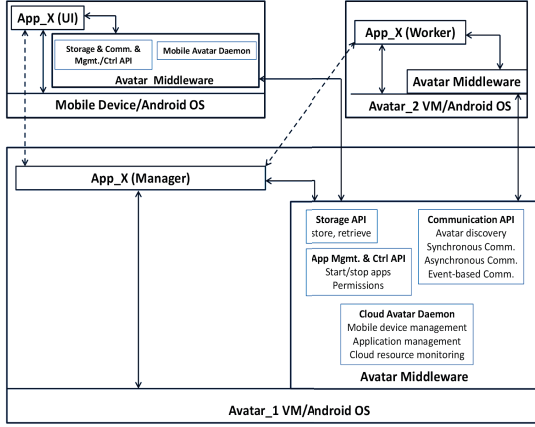 App_X (UI)
Storage & Comm. &
Mgmt./Ctrl API
Mobile Avatar Daemon
Avatar Middleware
Mobile Device/Android OS
App_X (Worker)
Avatar Middleware
Avatar_2 VM/Android OS
App_X (Manager)
Storage API
store, retrieve
App Mgmt. & Ctrl API
Start/stop apps
Permissions
Communication API
Avatar discovery
Synchronous Comm.
Asynchronous Comm.
Event-based Comm.
Cloud Avatar Daemon
Mobile device management
Application management
Cloud resource monitoring
Avatar Middleware
Avatar_1 VM/Android OS